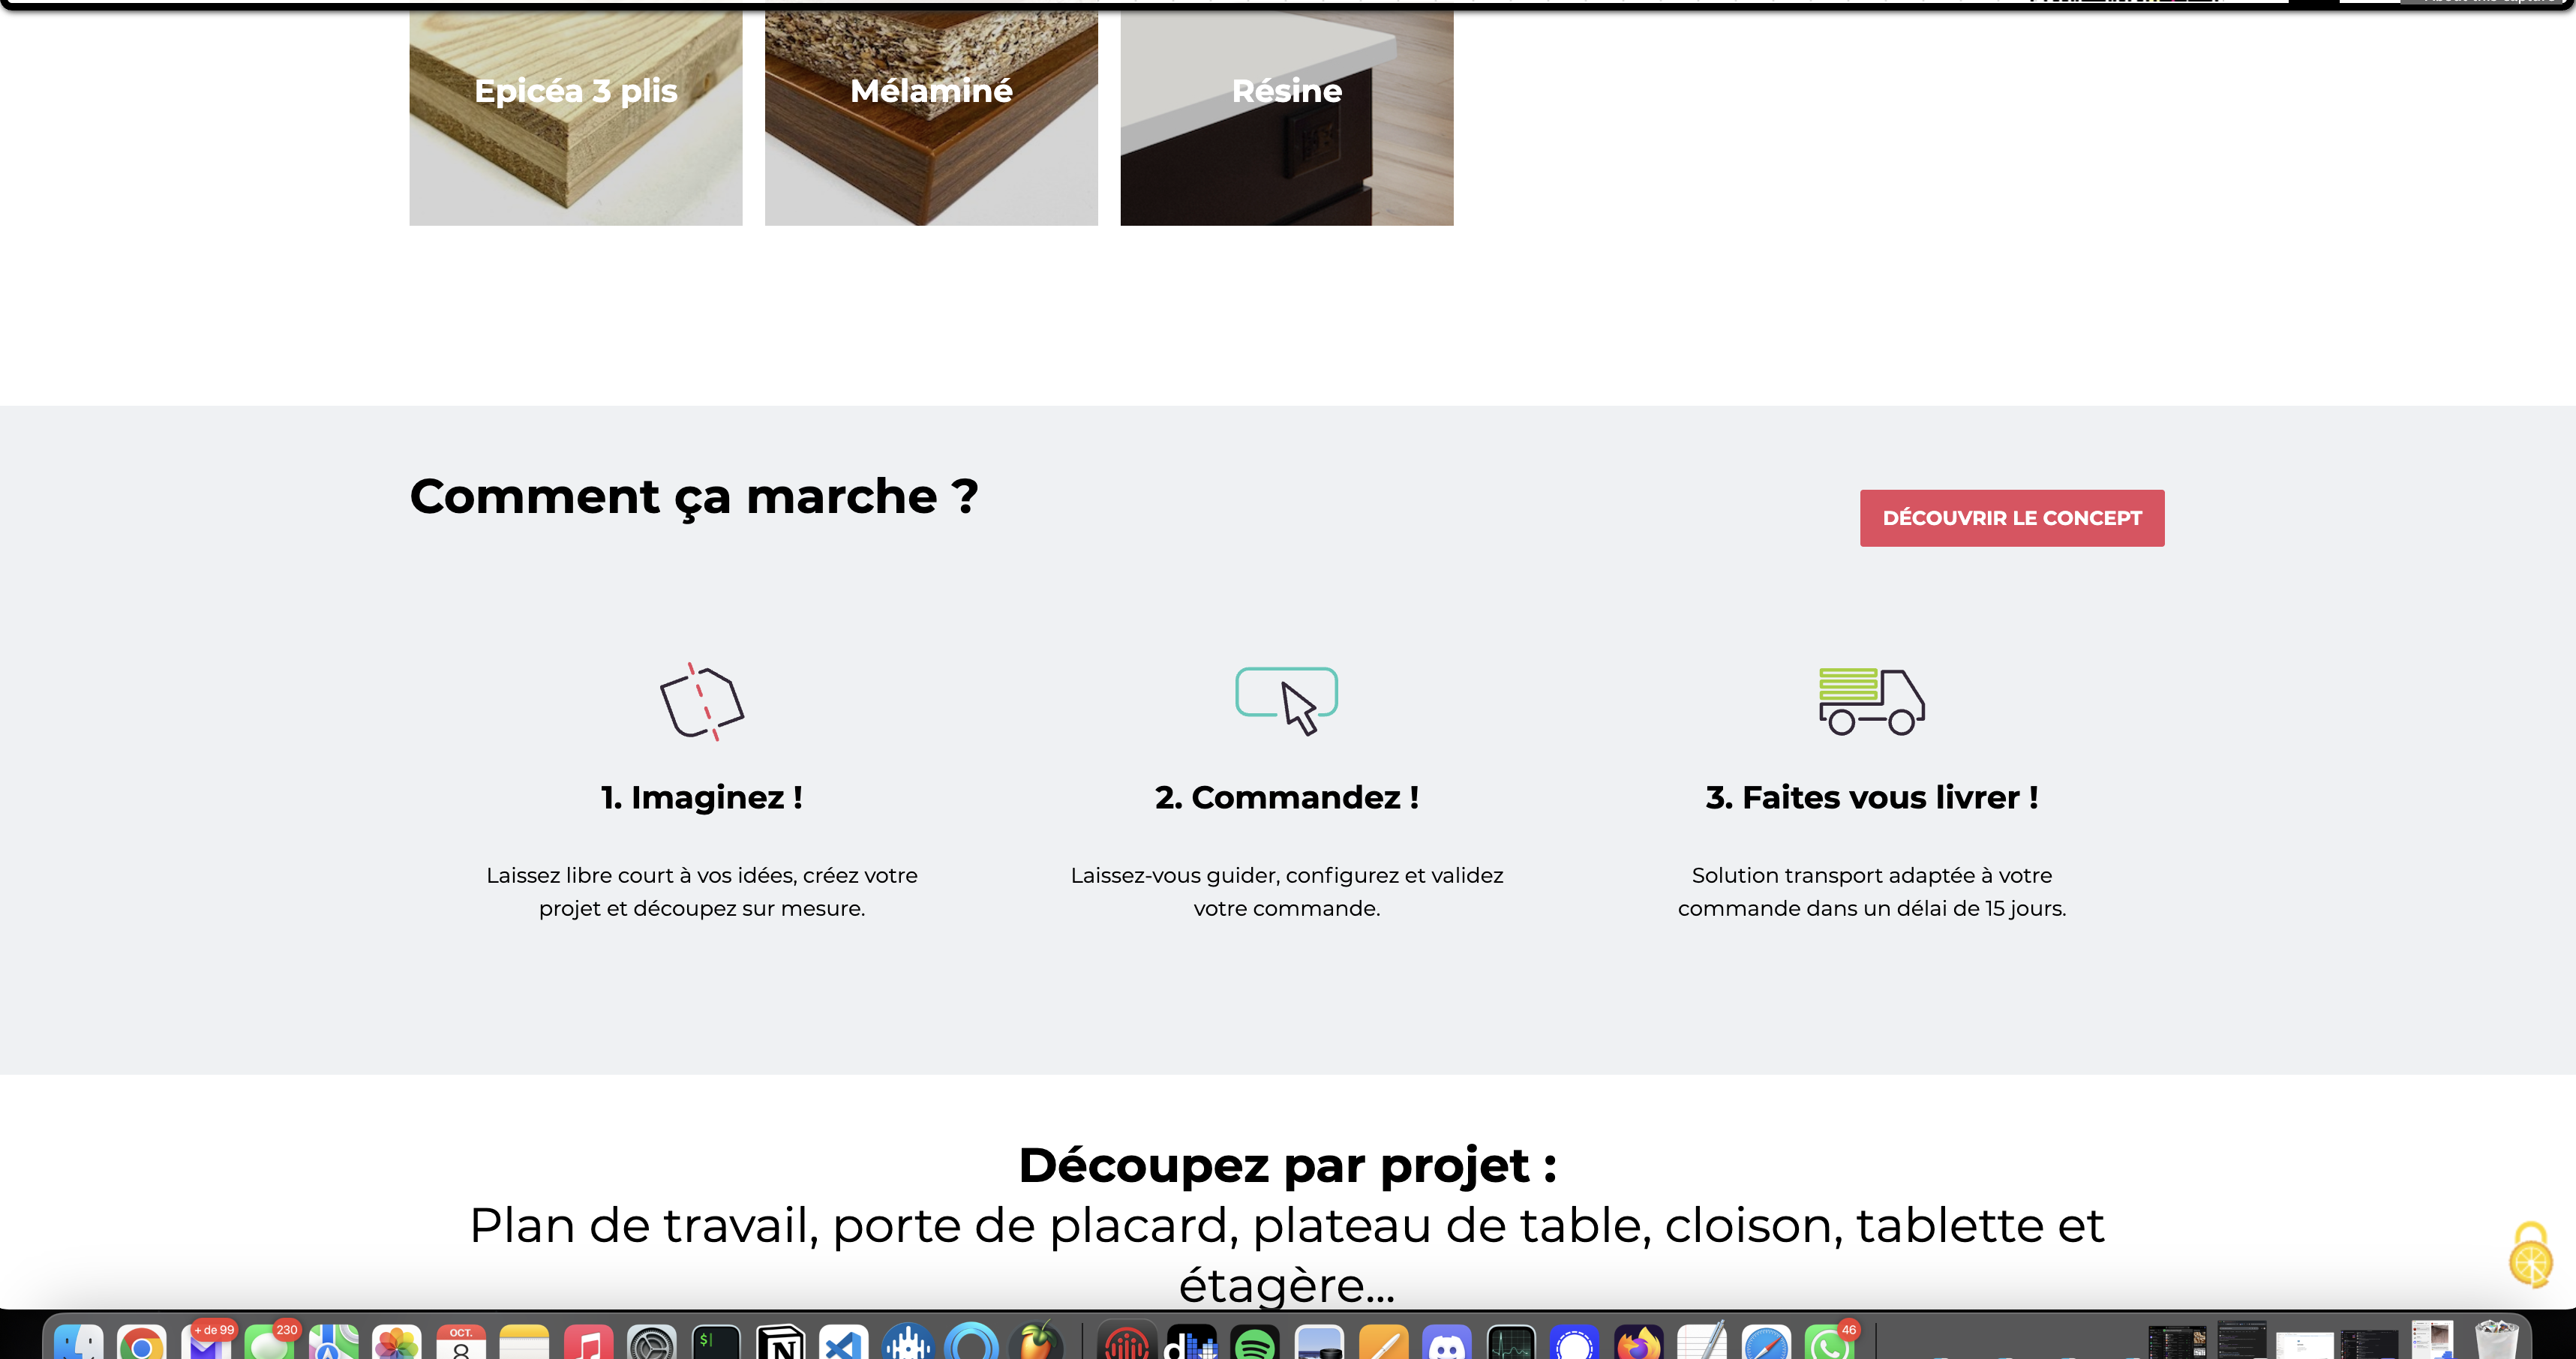 Epicéa 3 plis
Mélaminé
Résine
Comment ça marche ?
DÉCOUVRIR LE CONCEPT
1. Imaginez !
Laissez libre court à vos idées, créez votre
projet et découpez sur mesure.
2. Commandez !
Laissez-vous guider, configurez et validez
votre commande.
3. Faites vous livrer !
Solution transport adaptée à votre
commande dans un délai de 15 jours.
Découpez par projet :
Plan de travail, porte de placard, plateau de table, cloison, tablette et
étagère...
+ de 99
230
OCT.
8
$
46